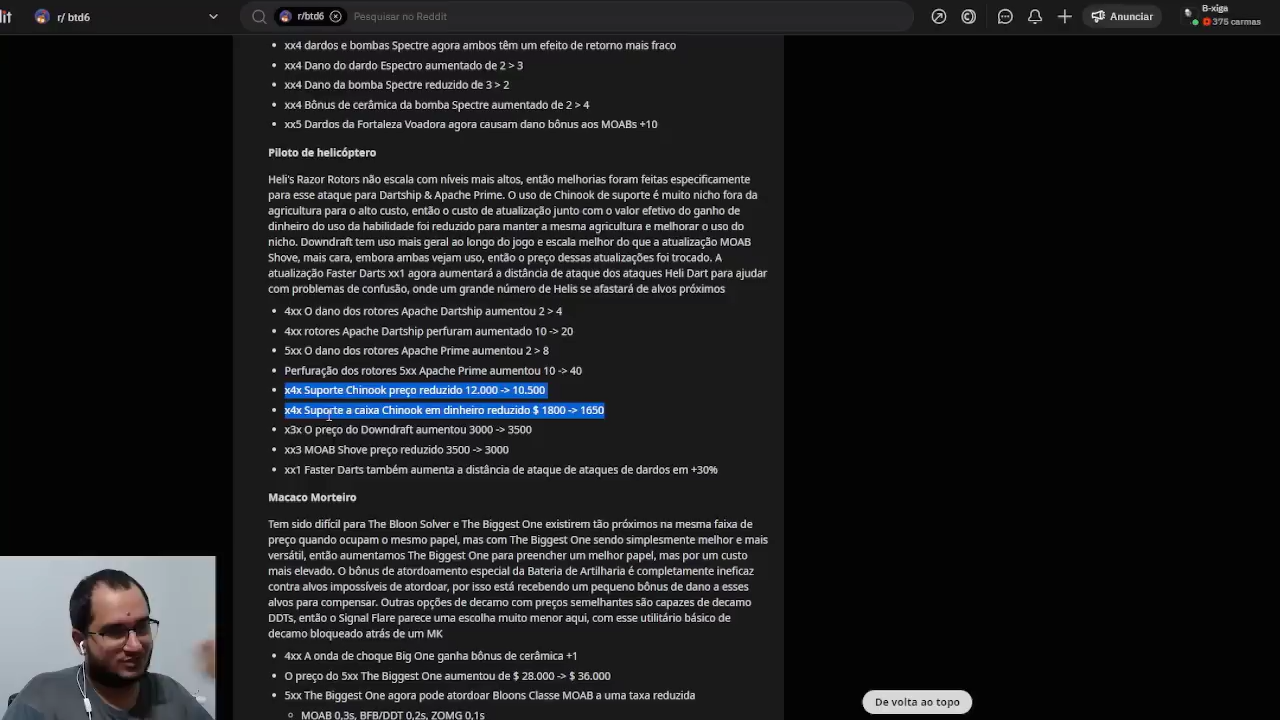 it
r/ btd6
r/btd6
Pesquisar no Reddit
Anunciar
B-xiga
375 carmas
xx4 dardos e bombas Spectre agora ambos têm um efeito de retorno mais fraco
xx4 Dano do dardo Espectro aumentado de 2 > 3
xx4 Dano da bomba Spectre reduzido de 3 > 2
xx4 Bônus de cerâmica da bomba Spectre aumentado de 2 > 4
xx5 Dardos da Fortaleza Voadora agora causam dano bônus aos MOABs +10
Piloto de helicóptero
Heli's Razor Rotors não escala com níveis mais altos, então melhorias foram feitas especificamente
para esse ataque para Dartship & Apache Prime. O uso de Chinook de suporte é muito nicho fora da
agricultura para o alto custo, então o custo de atualização junto com o valor efetivo do ganho de
dinheiro do uso da habilidade foi reduzido para manter a mesma agricultura e melhorar o uso do
nicho. Downdraft tem uso mais geral ao longo do jogo e escala melhor do que a atualização MOAB
Shove, mais cara, embora ambas vejam uso, então o preço dessas atualizações foi trocado. A
atualização Faster Darts xx1 agora aumentará a distância de ataque dos ataques Heli Dart para ajudar
com problemas de confusão, onde um grande número de Helis se afastará de alvos próximos
4xx O dano dos rotores Apache Dartship aumentou 2 > 4
4xx rotores Apache Dartship perfuram aumentado 10 -> 20
5xx O dano dos rotores Apache Prime aumentou 2 > 8
Perfuração dos rotores 5xx Apache Prime aumentou 10 -> 40
x4x Suporte Chinook preço reduzido 12.000 -> 10.500
x4x Suporte a caixa Chinook em dinheiro reduzido $ 1800 -> 1650
x3x O preço do Downdraft aumentou 3000 -> 3500
xx3 MOAB Shove preço reduzido 3500 -> 3000
xx1 Faster Darts também aumenta a distância de ataque de ataques de dardos em +30%
Macaco Morteiro
Tem sido difícil para The Bloon Solver e The Biggest One existirem tão próximos na mesma faixa de
preço quando ocupam o mesmo papel, mas com The Biggest One sendo simplesmente melhor e mais
versátil, então aumentamos The Biggest One para preencher um melhor papel, mas por um custo
mais elevado. O bônus de atordoamento especial da Bateria de Artilharia é completamente ineficaz
contra alvos impossíveis de atordoar, por isso está recebendo um pequeno bônus de dano a esses
alvos para compensar. Outras opções de decamo com preços semelhantes são capazes de decamo
DDTs, então o Signal Flare parece uma escolha muito menor aqui, com esse utilitário básico de
decamo bloqueado atrás de um MK
4xx A onda de choque Big One ganha bônus de cerâmica +1
O preço do 5xx The Biggest One aumentou de $ 28.000 -> $ 36.000
5xx The Biggest One agora pode atordoar Bloons Classe MOAB a uma taxa reduzida
MOAB 0,3s, BFB/DDT 0,2s, ZOMG 0,1s
De volta ao topo